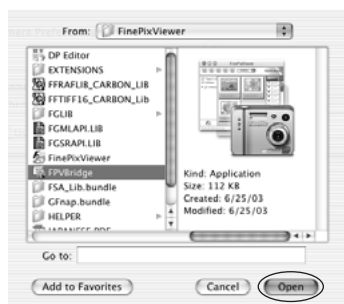 From: FinePixViewer
DP Editor
EXTENSIONS
FFRAFLIB_CARBON_LIB
FFTIFF16_CARBON_Lib
FGLIB
FGMLAPI.LIB
FGSRAPI.LIB
FinePixViewer
FPVBridge
FSA_Lib.bundle
GFnap.bundle
HELPER
Kind: Application
Size: 112 KB
Created: 6/25/03
Modified: 6/25/03
Go to:
Add to Favorites
Cancel
Open